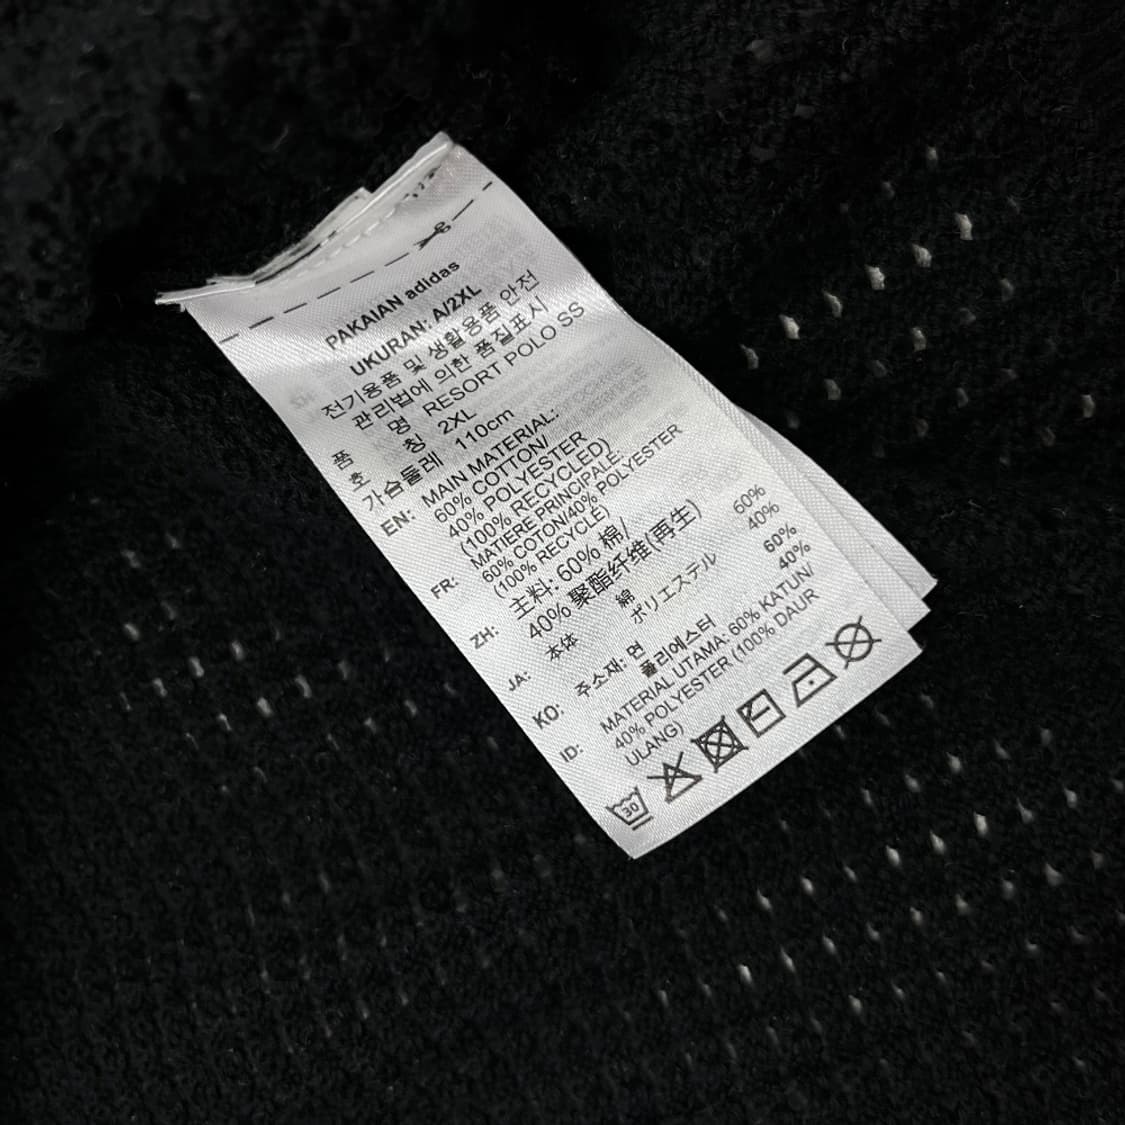 PAKAIAN adidas
UKURAN: A/2XL
전기용품 및 생활용품 안전
관리법에 의한 품질표시
품 명 RESORT POLO SS
호 칭 2XL
가슴둘레 110cm
EN: MAIN MATERIAL:
60% COTTON/
40% POLYESTER
(100% RECYCLED)
FR: MATIERE PRINCIPALE:
60% COTON/40% POLYESTER
(100% RECYCLE)
ZH: 主料: 60% 棉/
40% 聚酯纤维(再生)
JA: 本体 綿 60%
ポリエステル 40%
KO: 주소재: 면 60%
폴리에스터 40%
ID: MATERIAL UTAMA: 60% KATUN/
40% POLYESTER (100% DAUR
ULANG)
30